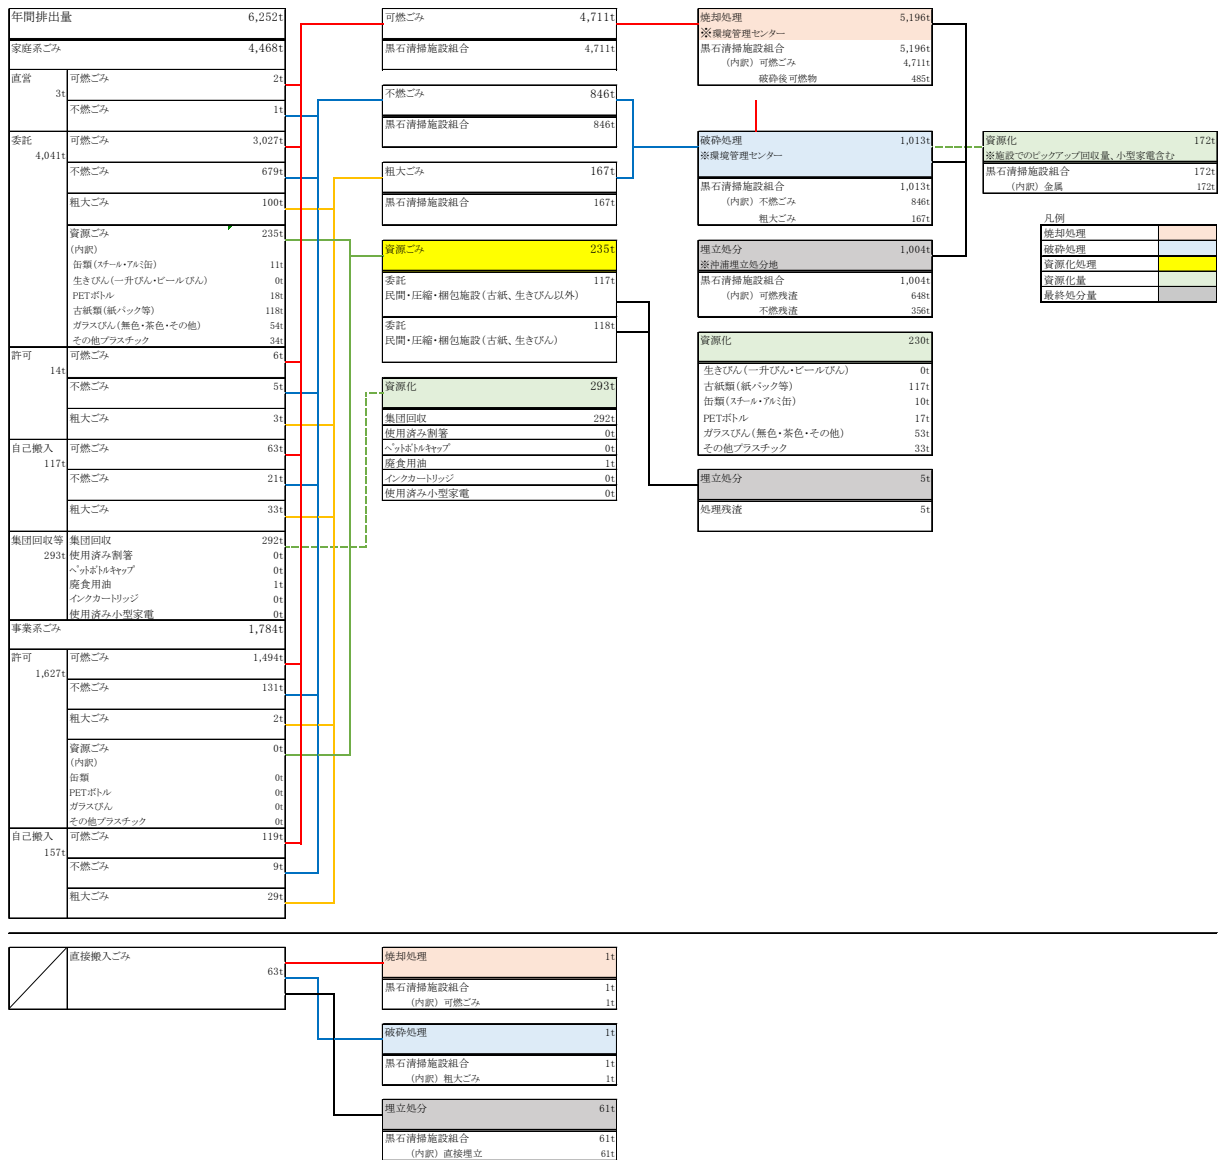 年間排出量 6,252t
家庭系ごみ 4,468t
直営 3t
可燃ごみ 2t
不燃ごみ 1t
委託 4,041t
可燃ごみ 3,027t
不燃ごみ 679t
粗大ごみ 100t
資源ごみ 235t
(内訳)
缶類(スチール・アルミ缶) 11t
生きびん(一升びん・ビールびん) 0t
PETボトル 18t
古紙類(紙パック等) 118t
ガラスびん(無色・茶色・その他) 54t
その他プラスチック 34t
許可 14t
可燃ごみ 6t
不燃ごみ 5t
粗大ごみ 3t
自己搬入 117t
可燃ごみ 63t
不燃ごみ 21t
粗大ごみ 33t
集団回収等 293t
集団回収 292t
使用済み割箸 0t
ペットボトルキャップ 0t
廃食用油 1t
インクカートリッジ 0t
使用済み小型家電 0t
事業系ごみ 1,784t
許可 1,627t
可燃ごみ 1,494t
不燃ごみ 131t
粗大ごみ 2t
資源ごみ 0t
(内訳)
缶類 0t
PETボトル 0t
ガラスびん 0t
その他プラスチック 0t
自己搬入 157t
可燃ごみ 119t
不燃ごみ 9t
粗大ごみ 29t
可燃ごみ 4,711t
黒石清掃施設組合 4,711t
不燃ごみ 846t
黒石清掃施設組合 846t
粗大ごみ 167t
黒石清掃施設組合 167t
資源ごみ 235t
委託 117t
民間・圧縮・梱包施設(古紙、生きびん以外)
委託 118t
民間・圧縮・梱包施設(古紙、生きびん)
資源化 293t
集団回収 292t
使用済み割箸 0t
ペットボトルキャップ 0t
廃食用油 1t
インクカートリッジ 0t
使用済み小型家電 0t
焼却処理 5,196t
※環境管理センター
黒石清掃施設組合 5,196t
(内訳) 可燃ごみ 4,711t
破砕後可燃物 485t
破砕処理 1,013t
※環境管理センター
黒石清掃施設組合 1,013t
(内訳) 不燃ごみ 846t
粗大ごみ 167t
埋立処分 1,004t
※沖浦埋立処分地
黒石清掃施設組合 1,004t
(内訳) 可燃残渣 648t
不燃残渣 356t
資源化 230t
生きびん(一升びん・ビールびん) 0t
古紙類(紙パック等) 117t
缶類(スチール・アルミ缶) 10t
PETボトル 17t
ガラスびん(無色・茶色・その他) 53t
その他プラスチック 33t
埋立処分 5t
処理残渣 5t
資源化 172t
※施設でのピックアップ回収量、小型家電含む
黒石清掃施設組合 172t
(内訳) 金属 172t
凡例
焼却処理
破砕処理
資源化処理
資源化量
最終処分量
直接搬入ごみ 63t
焼却処理 1t
黒石清掃施設組合 1t
(内訳) 可燃ごみ 1t
破砕処理 1t
黒石清掃施設組合 1t
(内訳) 粗大ごみ 1t
埋立処分 61t
黒石清掃施設組合 61t
(内訳) 直接埋立 61t